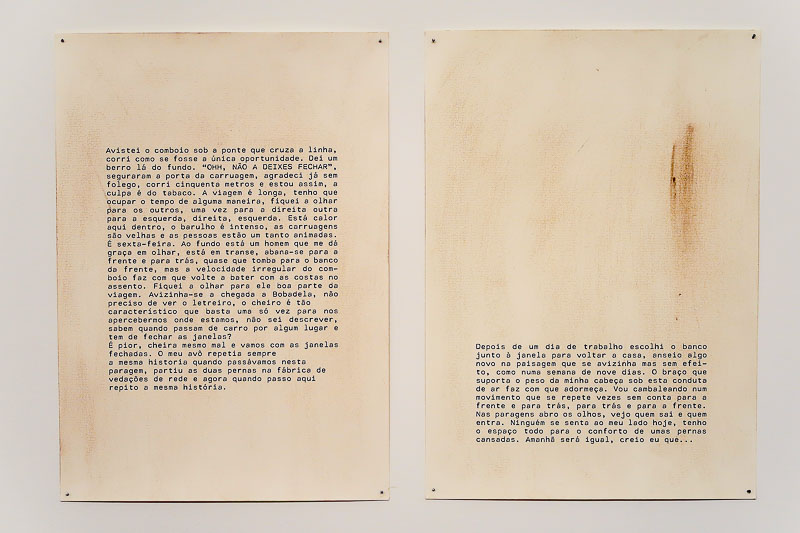 Avistei o comboio sob a ponte que cruza a linha,
corri como se fosse a única oportunidade. Dei um
berro lá do fundo. “OHH, NÃO A DEIXES FECHAR”,
seguraram a porta da carruagem, agradeci já sem
folego, corri cinquenta metros e estou assim, a
culpa é do tabaco. A viagem é longa, tenho que
ocupar o tempo de alguma maneira, fiquei a olhar
para os outros, uma vez para a direita outra
para a esquerda, direita, esquerda. Está calor
aqui dentro, o barulho é intenso, as carruagens
são velhas e as pessoas estão um tanto animadas.
É sexta-feira. Ao fundo está um homem que me dá
graça em olhar, está em transe, abana-se para a
frente e para trás, quase que tomba para o banco
da frente, mas a velocidade irregular do com-
boio faz com que volte a bater com as costas no
assento. Fiquei a olhar para ele boa parte da
viagem. Avizinha-se a chegada a Bobadela, não
preciso de ver o letreiro, o cheiro é tão
característico que basta uma só vez para nos
apercebermos onde estamos, não sei descrever,
sabem quando passam de carro por algum lugar e
tem de fechar as janelas?
É pior, cheira mesmo mal e vamos com as janelas
fechadas. O meu avô repetia sempre
a mesma historia quando passávamos nesta
paragem, partiu as duas pernas na fábrica de
vedações de rede e agora quando passo aqui
repito a mesma história.
Depois de um dia de trabalho escolhi o banco
junto à janela para voltar a casa, anseio algo
novo na paisagem que se avizinha mas sem efei-
to, como numa semana de nove dias. O braço que
suporta o peso da minha cabeça sob esta conduta
de ar faz com que adormeça. Vou cambaleando num
movimento que se repete vezes sem conta para a
frente e para trás, para trás e para a frente.
Nas paragens abro os olhos, vejo quem sai e quem
entra. Ninguém se senta ao meu lado hoje, tenho
o espaço todo para o conforto de umas pernas
cansadas. Amanhã será igual, creio eu que...